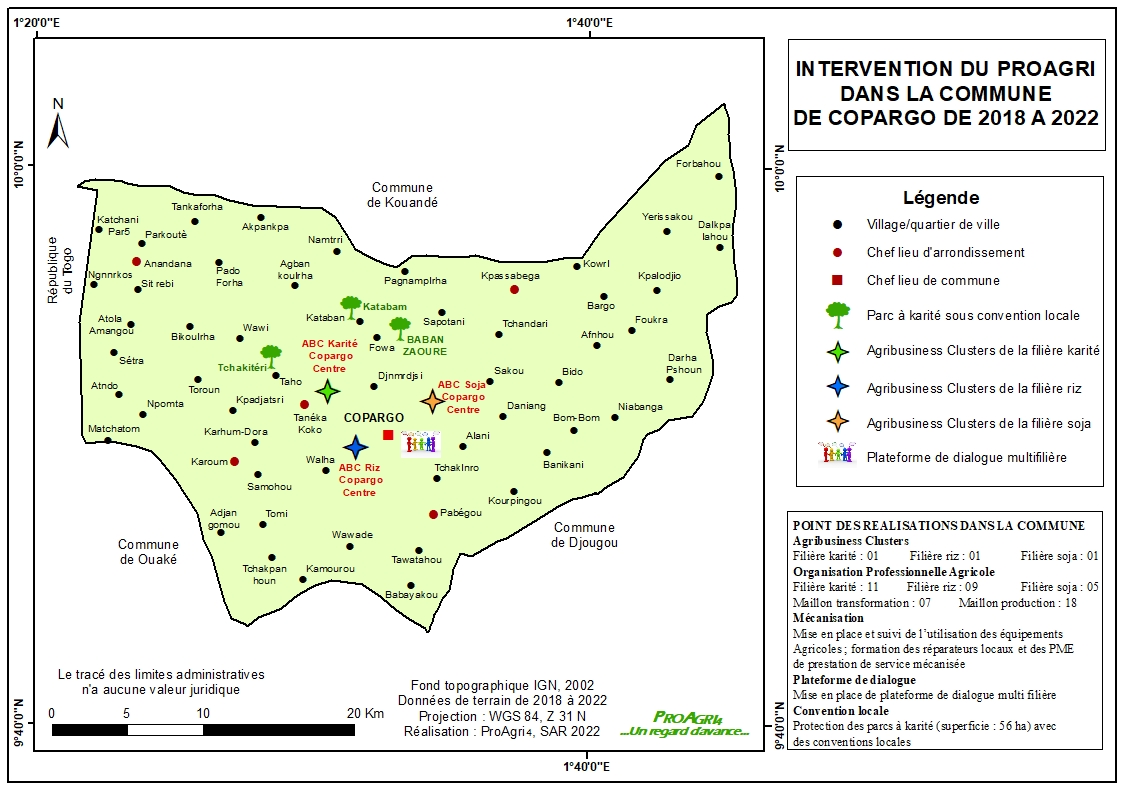 1°20'0"E
1°40'0"E
INTERVENTION DU PROAGRI
DANS LA COMMUNE
DE COPARGO DE 2018 A 2022
N
10°0'0"N
10°0'0"N
Commune
de Kouandé
République
du Togo
Forbahou
Yerissakou
Dalkpa
lahou
Tankaforha
Akpankpa
Katchani
Par5
Parkoutè
Namtrri
Anandana
Pado
Forha
Agban
kouIrha
Ngnnrkos
Sit rebi
PagnampIrha
Kpassabega
KowrI
Kpalodjio
Bargo
Foukra
Afnhou
Darha
Pshoun
Katabam
Kataban
BABAN
ZAOURE
Fowa
Sapotani
Tchandari
Atola
Amangou
BikouIrha
Wawi
Sétra
ABC Karité
Copargo
Centre
Tchakitéri
Taho
Djnmrdjsi
ABC Soja
Copargo
Centre
Sakou
Bido
Atndo
Toroun
Npomta
Kpadjatsri
Tanéka
Koko
COPARGO
Daniang
Bom-Bom
Niabanga
Matchatom
Karhum-Dora
Alani
Banikani
Karoum
Samohou
Walha
ABC Riz
Copargo
Centre
TchakInro
Kourpingou
Pabégou
Adjan
gomou
Tomi
Wawade
Tawatahou
Tchakpan
houn
Kamourou
Babayakou
Commune
de Ouaké
Commune
de Djougou
Le tracé des limites administratives
n'a aucune valeur juridique
0
5
10
20 Km
Fond topographique IGN, 2002
Données de terrain de 2018 à 2022
Projection : WGS 84, Z 31 N
Réalisation : ProAgri4, SAR 2022
PROAGRI4
...Un regard d'avance...
9°40'0"N
9°40'0"N
1°40'0"E
Légende
Village/quartier de ville
Chef lieu d'arrondissement
Chef lieu de commune
Parc à karité sous convention locale
Agribusiness Clusters de la filière karité
Agribusiness Clusters de la filière riz
Agribusiness Clusters de la filière soja
Plateforme de dialogue multifilière
POINT DES REALISATIONS DANS LA COMMUNE
Agribusiness Clusters
Filière karité : 01 Filière riz : 01 Filière soja : 01
Organisation Professionnelle Agricole
Filière karité : 11 Filière riz : 09 Filière soja : 05
Maillon transformation : 07 Maillon production : 18
Mécanisation
Mise en place et suivi de l'utilisation des équipements
Agricoles ; formation des réparateurs locaux et des PME
de prestation de service mécanisée
Plateforme de dialogue
Mise en place de plateforme de dialogue multi filière
Convention locale
Protection des parcs à karité (superficie : 56 ha) avec
des conventions locales